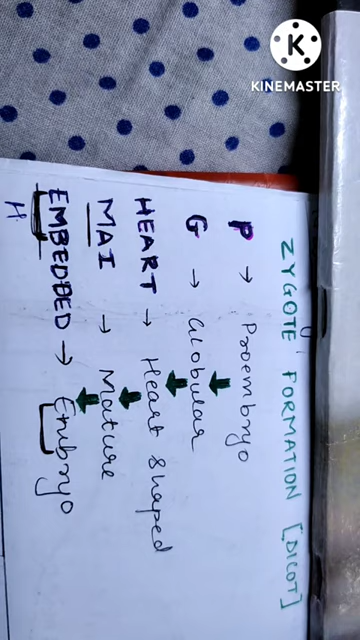 KINEMASTER
ZYGOTE FORMATION [DICOT]
P → Proembryo
G → Globular
HEART → Heart shaped
MAI → Mature
EMBEDDED → Embryo
H